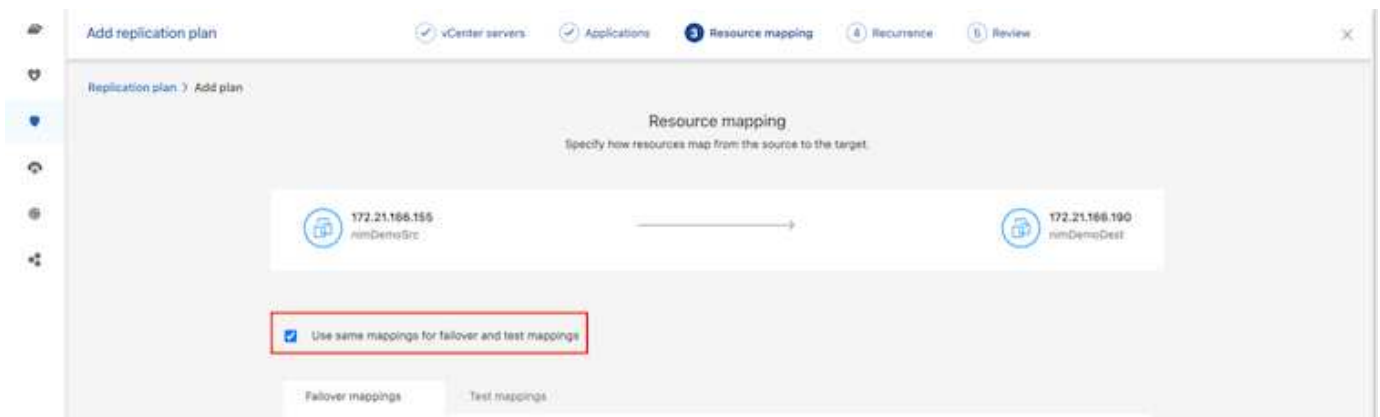 Add replication plan
vCenter servers
Applications
3 Resource mapping
4 Recurrence
5 Review
Replication plan > Add plan
Resource mapping
Specify how resources map from the source to the target.
172.21.166.155
nimDemoSrc
172.21.166.190
nimDemoDest
Use same mappings for failover and test mappings
Failover mappings
Test mappings